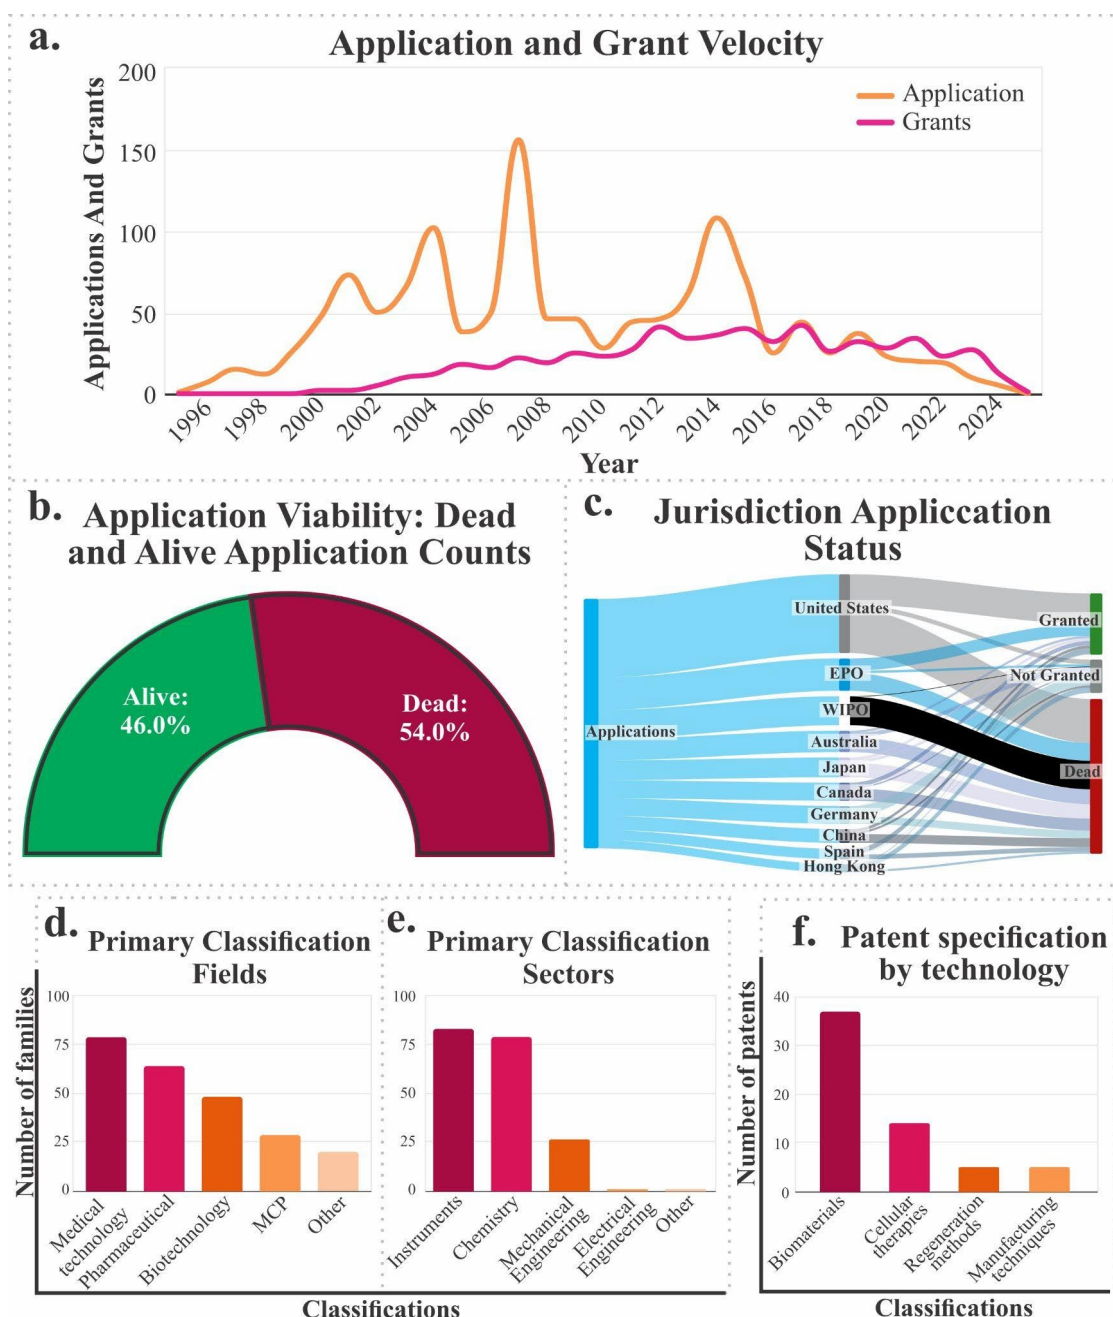 a.
Application and Grant Velocity
Applications And Grants
200
150
100
50
0
Application
Grants
1996
1998
2000
2002
2004
2006
2008
2010
2012
2014
2016
2018
2020
2022
2024
Year
b.
Application Viability: Dead
and Alive Application Counts
Alive:
46.0%
Dead:
54.0%
c.
Jurisdiction Appliccation
Status
Applications
United States
EPO
WIPO
Australia
Japan
Canada
Germany
China
Spain
Hong Kong
Granted
Not Granted
Dead
d.
Primary Classification
Fields
Number of families
100
75
50
25
0
Medical
technology
Pharmaceutical
Biotechnology
MCP
Other
e.
Primary Classification
Sectors
100
75
50
25
0
Instruments
Chemistry
Mechanical
Engineering
Electrical
Engineering
Other
Classifications
f.
Patent specification
by technology
Number of patents
40
30
20
10
0
Biomaterials
Cellular
therapies
Regeneration
methods
Manufacturing
techniques
Classifications